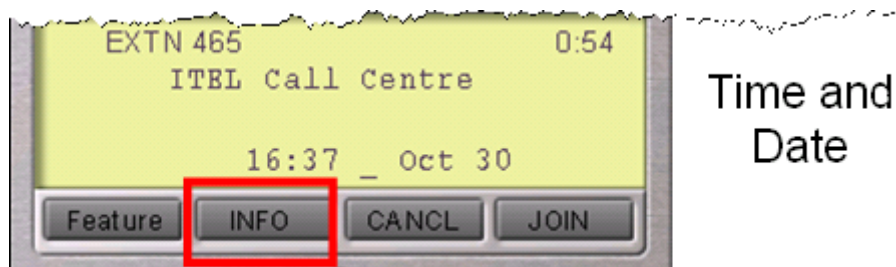 EXTN 465 0:54
ITEL Call Centre
16:37 _ Oct 30
Feature INFO CANCL JOIN
Time and
Date